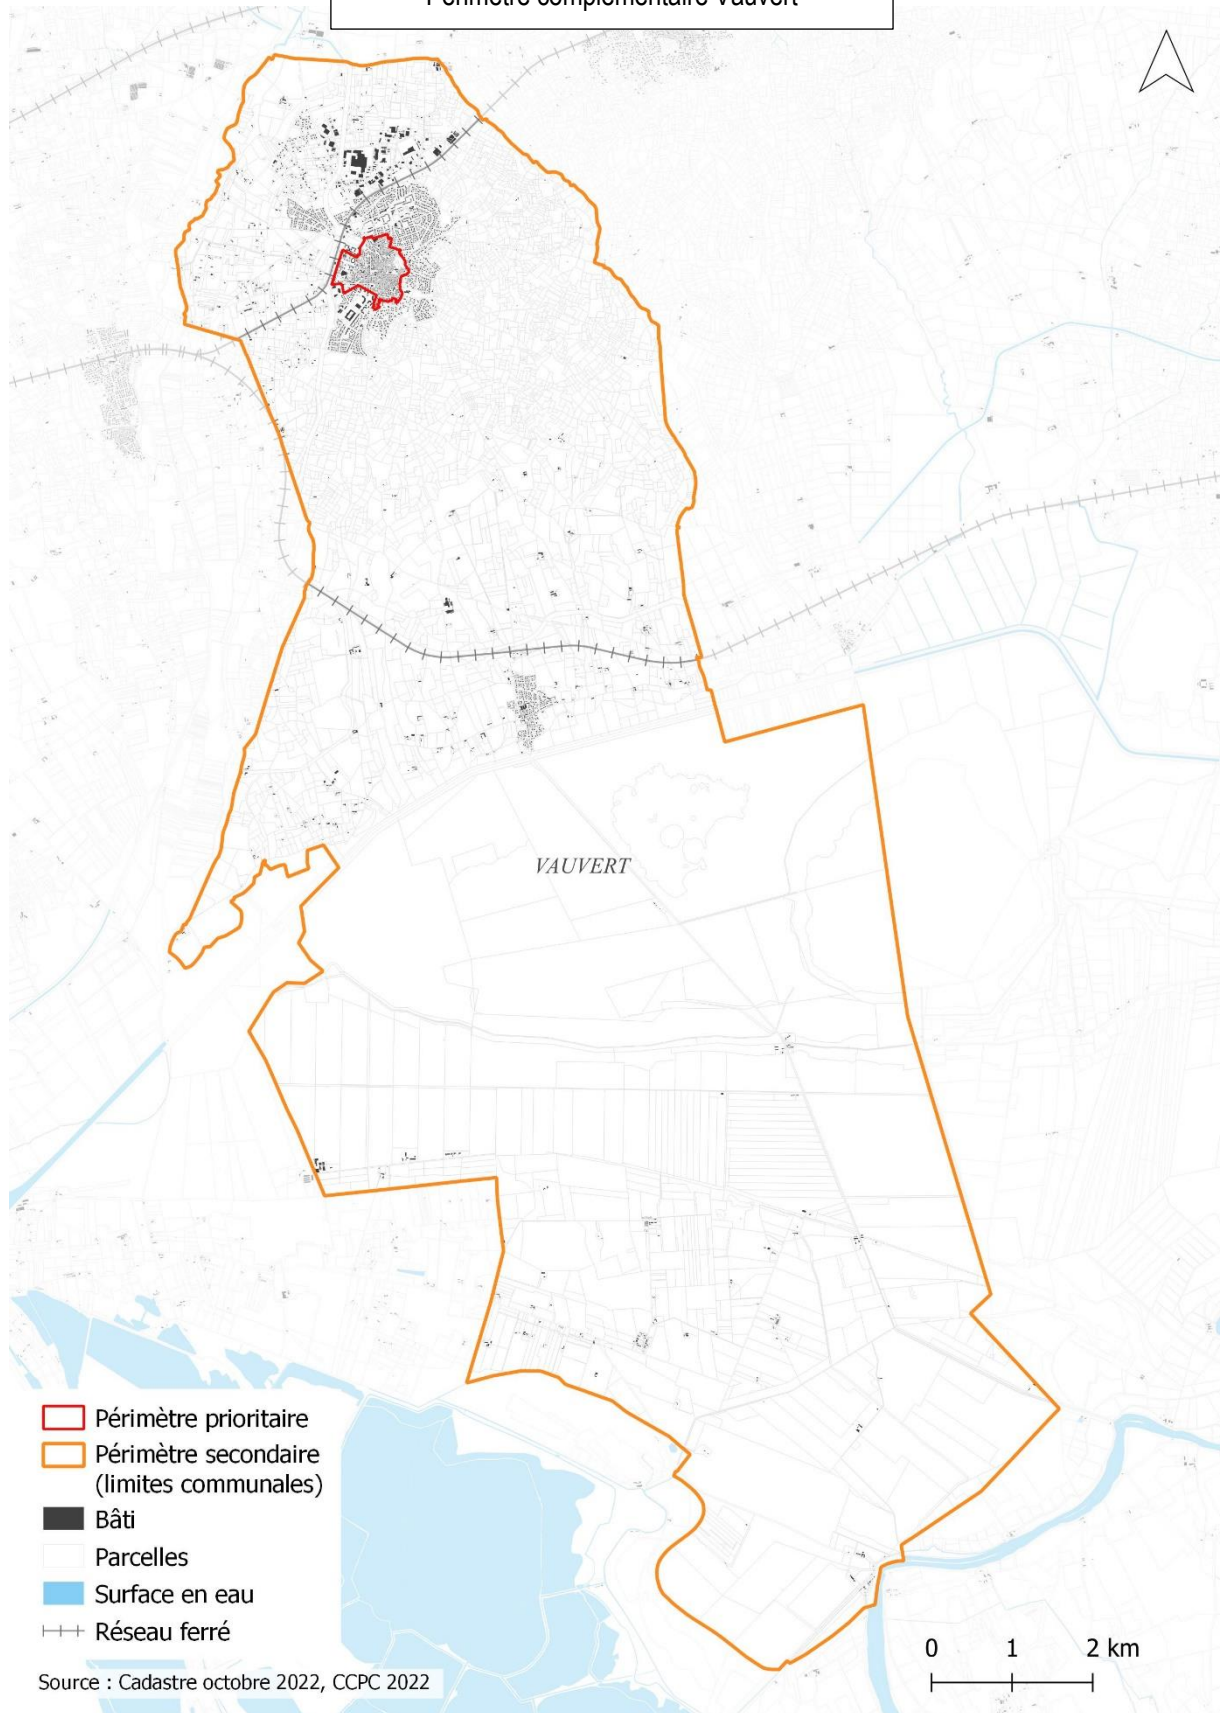 Périmètre complémentaire Vauvert
VAUVERT
Périmètre prioritaire
Périmètre secondaire
(limites communales)
Bâti
Parcelles
Surface en eau
Réseau ferré
0 1 2 km
Source : Cadastre octobre 2022, CCPC 2022